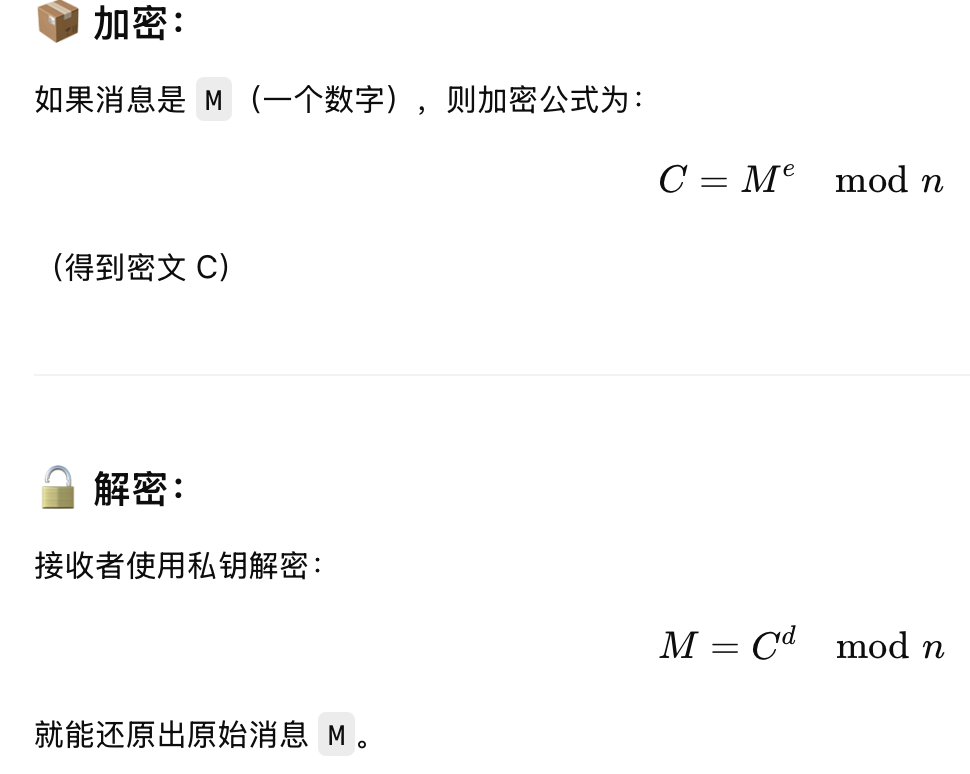 📦 加密：
如果消息是 M（一个数字），则加密公式为：
C = Mᵉ mod n
（得到密文 C）
🔓 解密：
接收者使用私钥解密：
M = Cᵈ mod n
就能还原出原始消息 M。